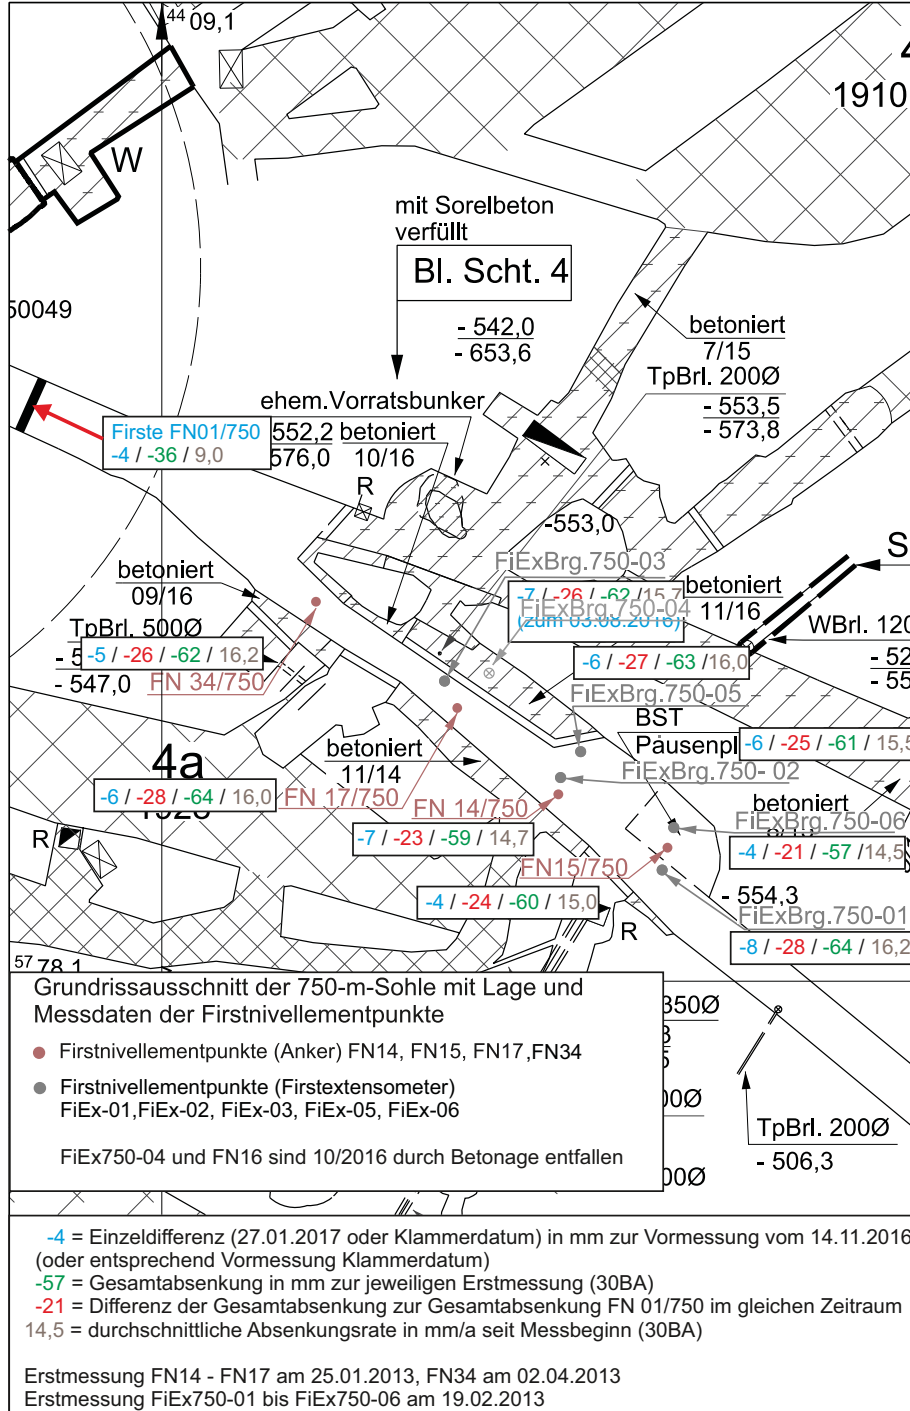 44 09,1
4
1910
W
mit Sorelbeton
verfüllt
Bl. Scht. 4
50049
- 542,0
- 653,6
betoniert
7/15
TpBrl. 200Ø
- 553,5
- 573,8
ehem.Vorratsbunker
Firste FN01/750
-4 / -36 / 9,0
552,2
576,0
betoniert
10/16
R
-553,0
FiExBrg.750-03
S
betoniert
09/16
-7 / -26 / -62 / 15,7
(zum 03.08.2016)
FiExBrg.750-04
betoniert
11/16
TpBrl. 500Ø
WBrl. 120
-5 / -26 / -62 / 16,2
- 5
- 547,0
FN 34/750
-6 / -27 / -63 /16,0
- 52
- 55
FiExBrg.750-05
BST
Pausenpl
-6 / -25 / -61 / 15,5
4a
betoniert
11/14
FiExBrg.750- 02
-6 / -28 / -64 / 16,0
FN 17/750
FN 14/750
betoniert
FiExBrg.750-06
R
-7 / -23 / -59 / 14,7
-4 / -21 / -57 /14,5
FN15/750
-4 / -24 / -60 / 15,0
- 554,3
FiExBrg.750-01
R
-8 / -28 / -64 / 16,2
57 78,1
Grundrissausschnitt der 750-m-Sohle mit Lage und
Messdaten der Firstnivellementpunkte
Firstnivellementpunkte (Anker) FN14, FN15, FN17,FN34
Firstnivellementpunkte (Firstextensometer)
FiEx-01,FiEx-02, FiEx-03, FiEx-05, FiEx-06
FiEx750-04 und FN16 sind 10/2016 durch Betonage entfallen
350Ø
00Ø
00Ø
TpBrl. 200Ø
- 506,3
-4 = Einzeldifferenz (27.01.2017 oder Klammerdatum) in mm zur Vormessung vom 14.11.2016
(oder entsprechend Vormessung Klammerdatum)
-57 = Gesamtabsenkung in mm zur jeweiligen Erstmessung (30BA)
-21 = Differenz der Gesamtabsenkung zur Gesamtabsenkung FN 01/750 im gleichen Zeitraum
14,5 = durchschnittliche Absenkungsrate in mm/a seit Messbeginn (30BA)
Erstmessung FN14 - FN17 am 25.01.2013, FN34 am 02.04.2013
Erstmessung FiEx750-01 bis FiEx750-06 am 19.02.2013